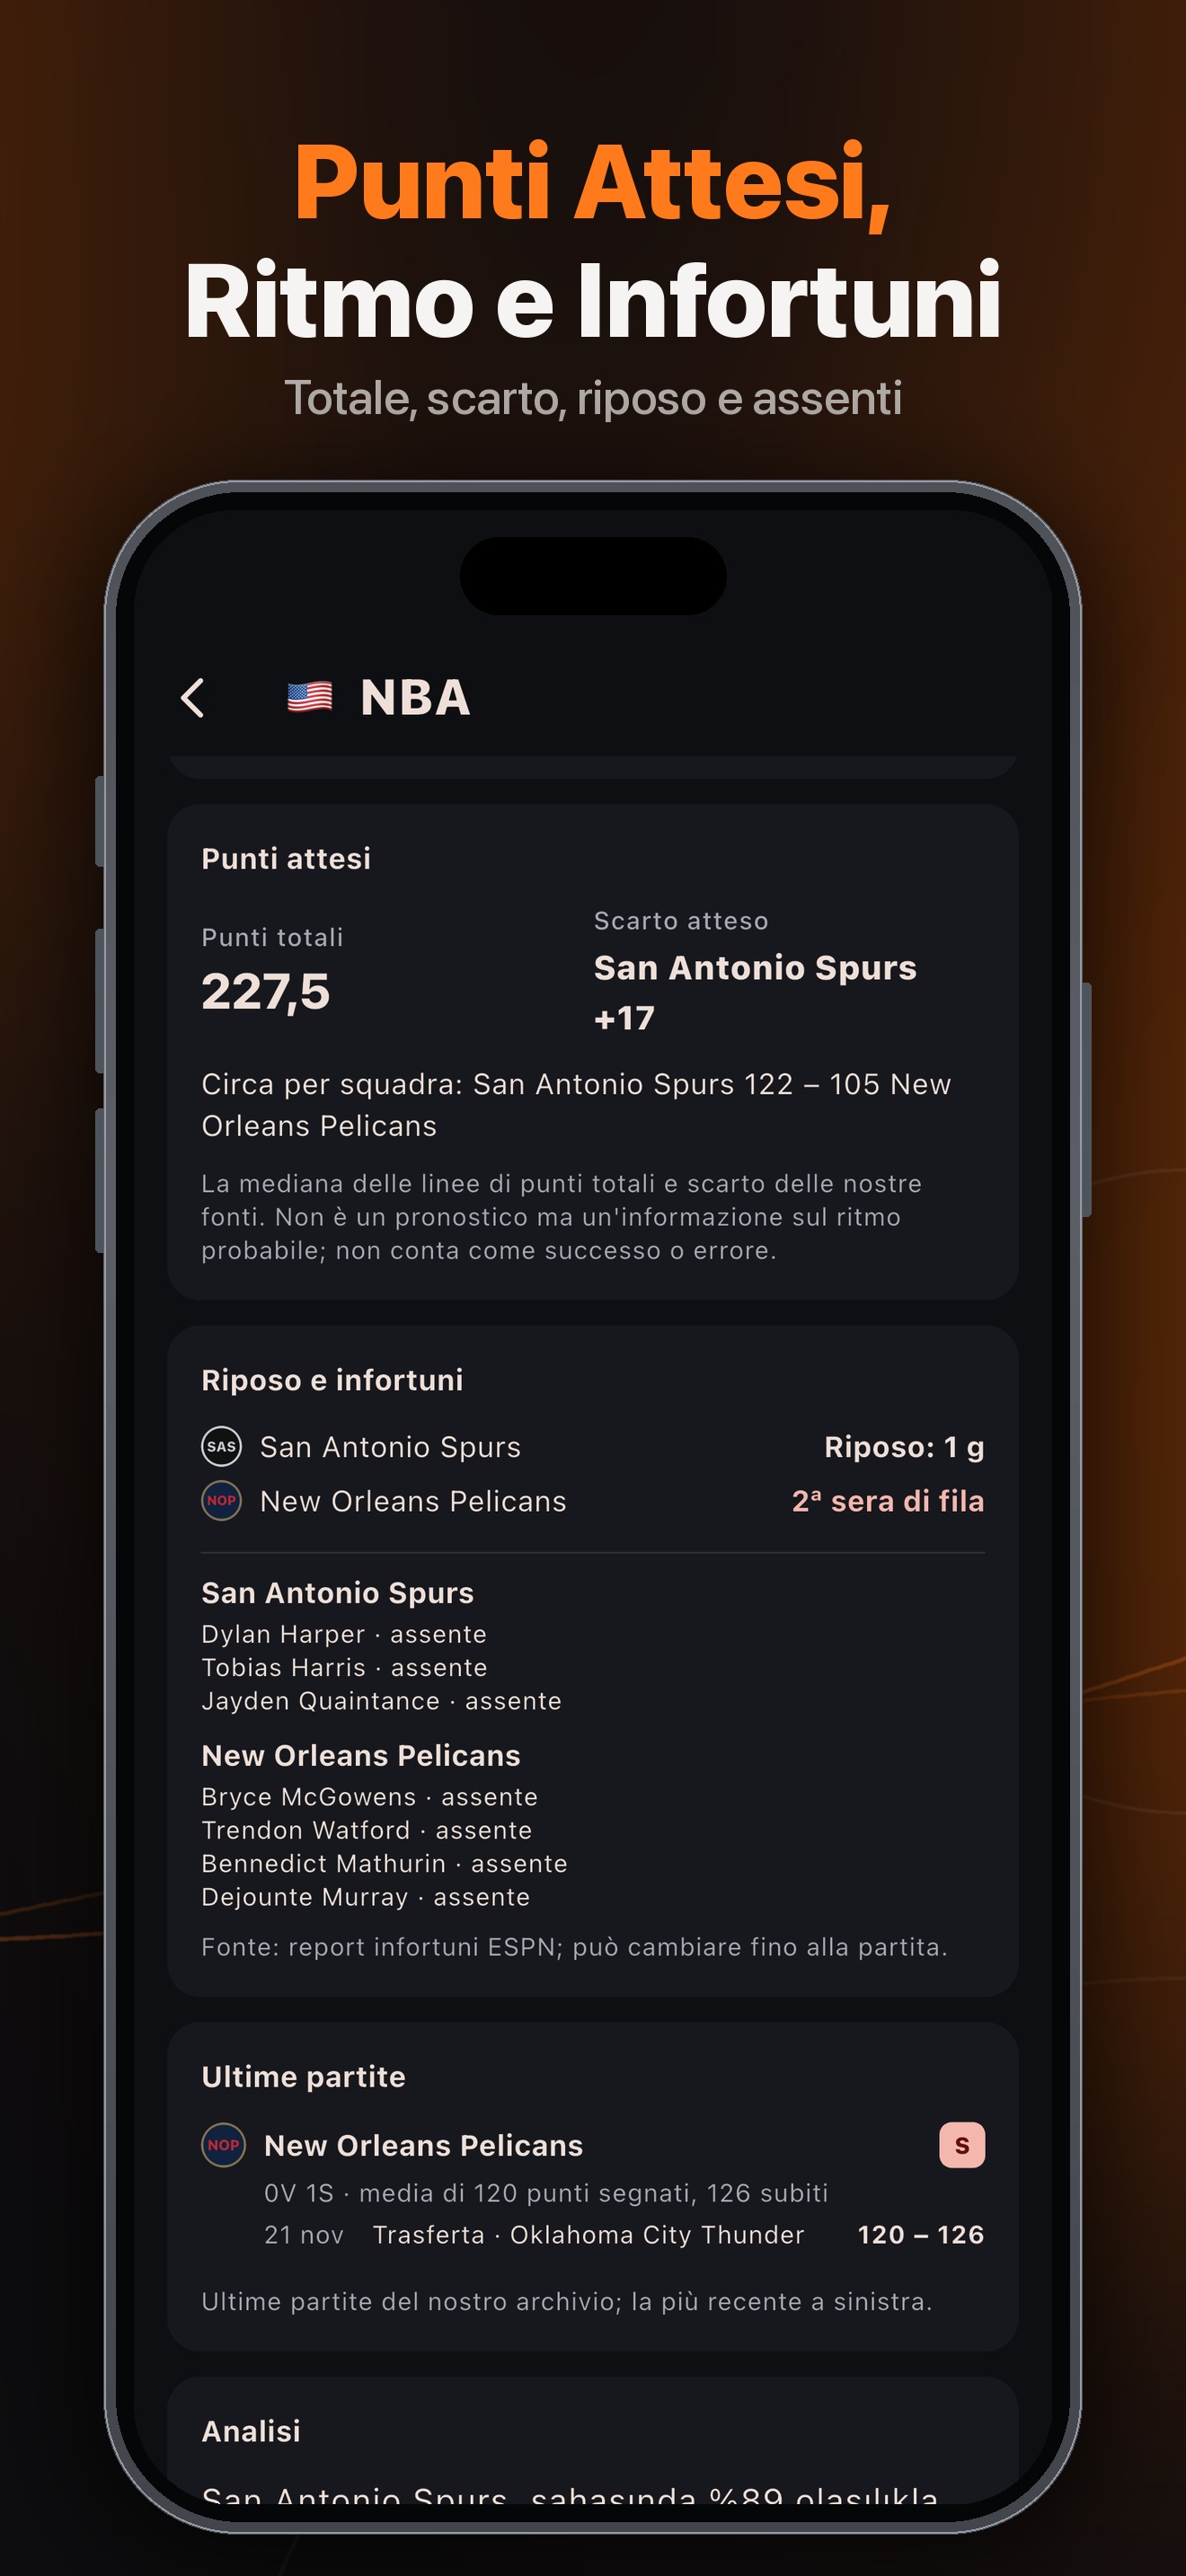 Punti Attesi,
Ritmo e Infortuni
Totale, scarto, riposo e assenti
NBA
Punti attesi
Punti totali
227,5
Scarto atteso
San Antonio Spurs
+17
Circa per squadra: San Antonio Spurs 122 – 105 New
Orleans Pelicans
La mediana delle linee di punti totali e scarto delle nostre
fonti. Non è un pronostico ma un'informazione sul ritmo
probabile; non conta come successo o errore.
Riposo e infortuni
SAS San Antonio Spurs Riposo: 1 g
NOP New Orleans Pelicans 2ª sera di fila
San Antonio Spurs
Dylan Harper · assente
Tobias Harris · assente
Jayden Quaintance · assente
New Orleans Pelicans
Bryce McGowens · assente
Trendon Watford · assente
Bennedict Mathurin · assente
Dejounte Murray · assente
Fonte: report infortuni ESPN; può cambiare fino alla partita.
Ultime partite
NOP New Orleans Pelicans S
0V 1S · media di 120 punti segnati, 126 subiti
21 nov Trasferta · Oklahoma City Thunder 120 – 126
Ultime partite del nostro archivio; la più recente a sinistra.
Analisi
San Antonio Spurs, sahasında %89 olasılıkla